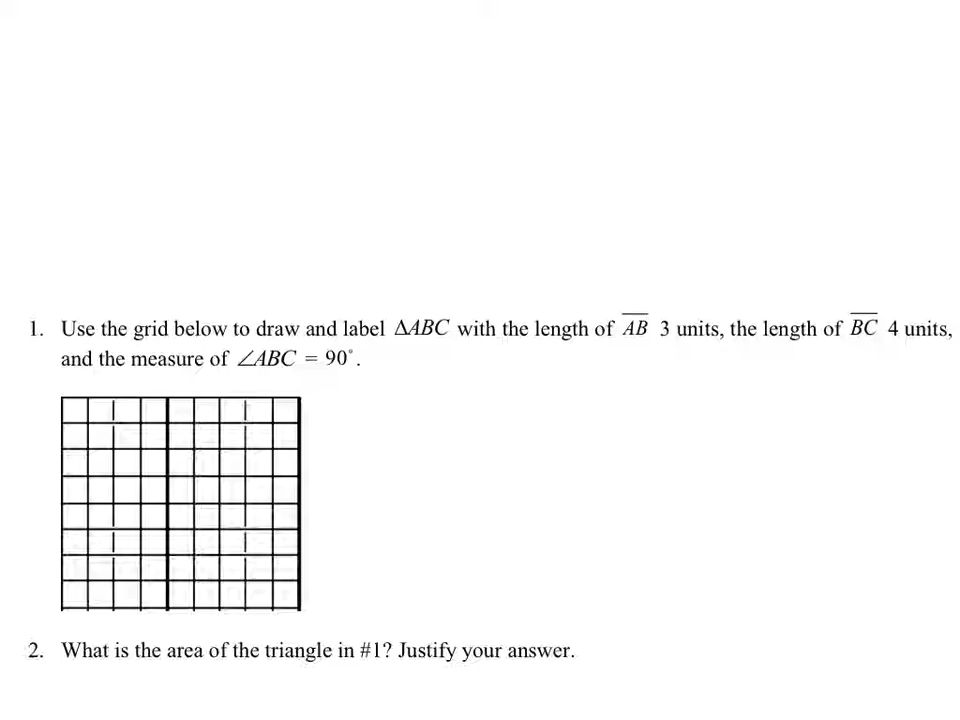 1. Use the grid below to draw and label ΔABC with the length of A̅B̅ 3 units, the length of B̅C̅ 4 units,
and the measure of ∠ABC = 90°.
2. What is the area of the triangle in #1? Justify your answer.